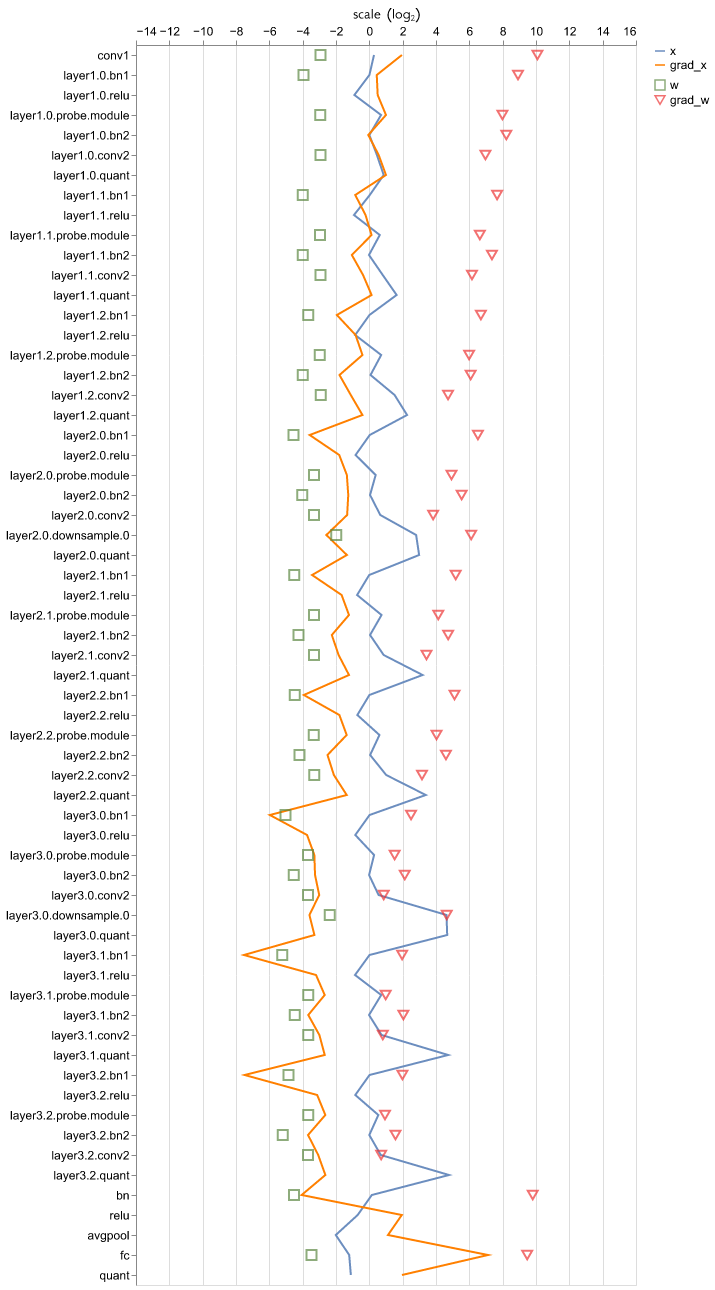 scale (log₂)
−14 −12 −10 −8 −6 −4 −2 0 2 4 6 8 10 12 14 16
x
grad_x
w
grad_w
conv1
layer1.0.bn1
layer1.0.relu
layer1.0.probe.module
layer1.0.bn2
layer1.0.conv2
layer1.0.quant
layer1.1.bn1
layer1.1.relu
layer1.1.probe.module
layer1.1.bn2
layer1.1.conv2
layer1.1.quant
layer1.2.bn1
layer1.2.relu
layer1.2.probe.module
layer1.2.bn2
layer1.2.conv2
layer1.2.quant
layer2.0.bn1
layer2.0.relu
layer2.0.probe.module
layer2.0.bn2
layer2.0.conv2
layer2.0.downsample.0
layer2.0.quant
layer2.1.bn1
layer2.1.relu
layer2.1.probe.module
layer2.1.bn2
layer2.1.conv2
layer2.1.quant
layer2.2.bn1
layer2.2.relu
layer2.2.probe.module
layer2.2.bn2
layer2.2.conv2
layer2.2.quant
layer3.0.bn1
layer3.0.relu
layer3.0.probe.module
layer3.0.bn2
layer3.0.conv2
layer3.0.downsample.0
layer3.0.quant
layer3.1.bn1
layer3.1.relu
layer3.1.probe.module
layer3.1.bn2
layer3.1.conv2
layer3.1.quant
layer3.2.bn1
layer3.2.relu
layer3.2.probe.module
layer3.2.bn2
layer3.2.conv2
layer3.2.quant
bn
relu
avgpool
fc
quant